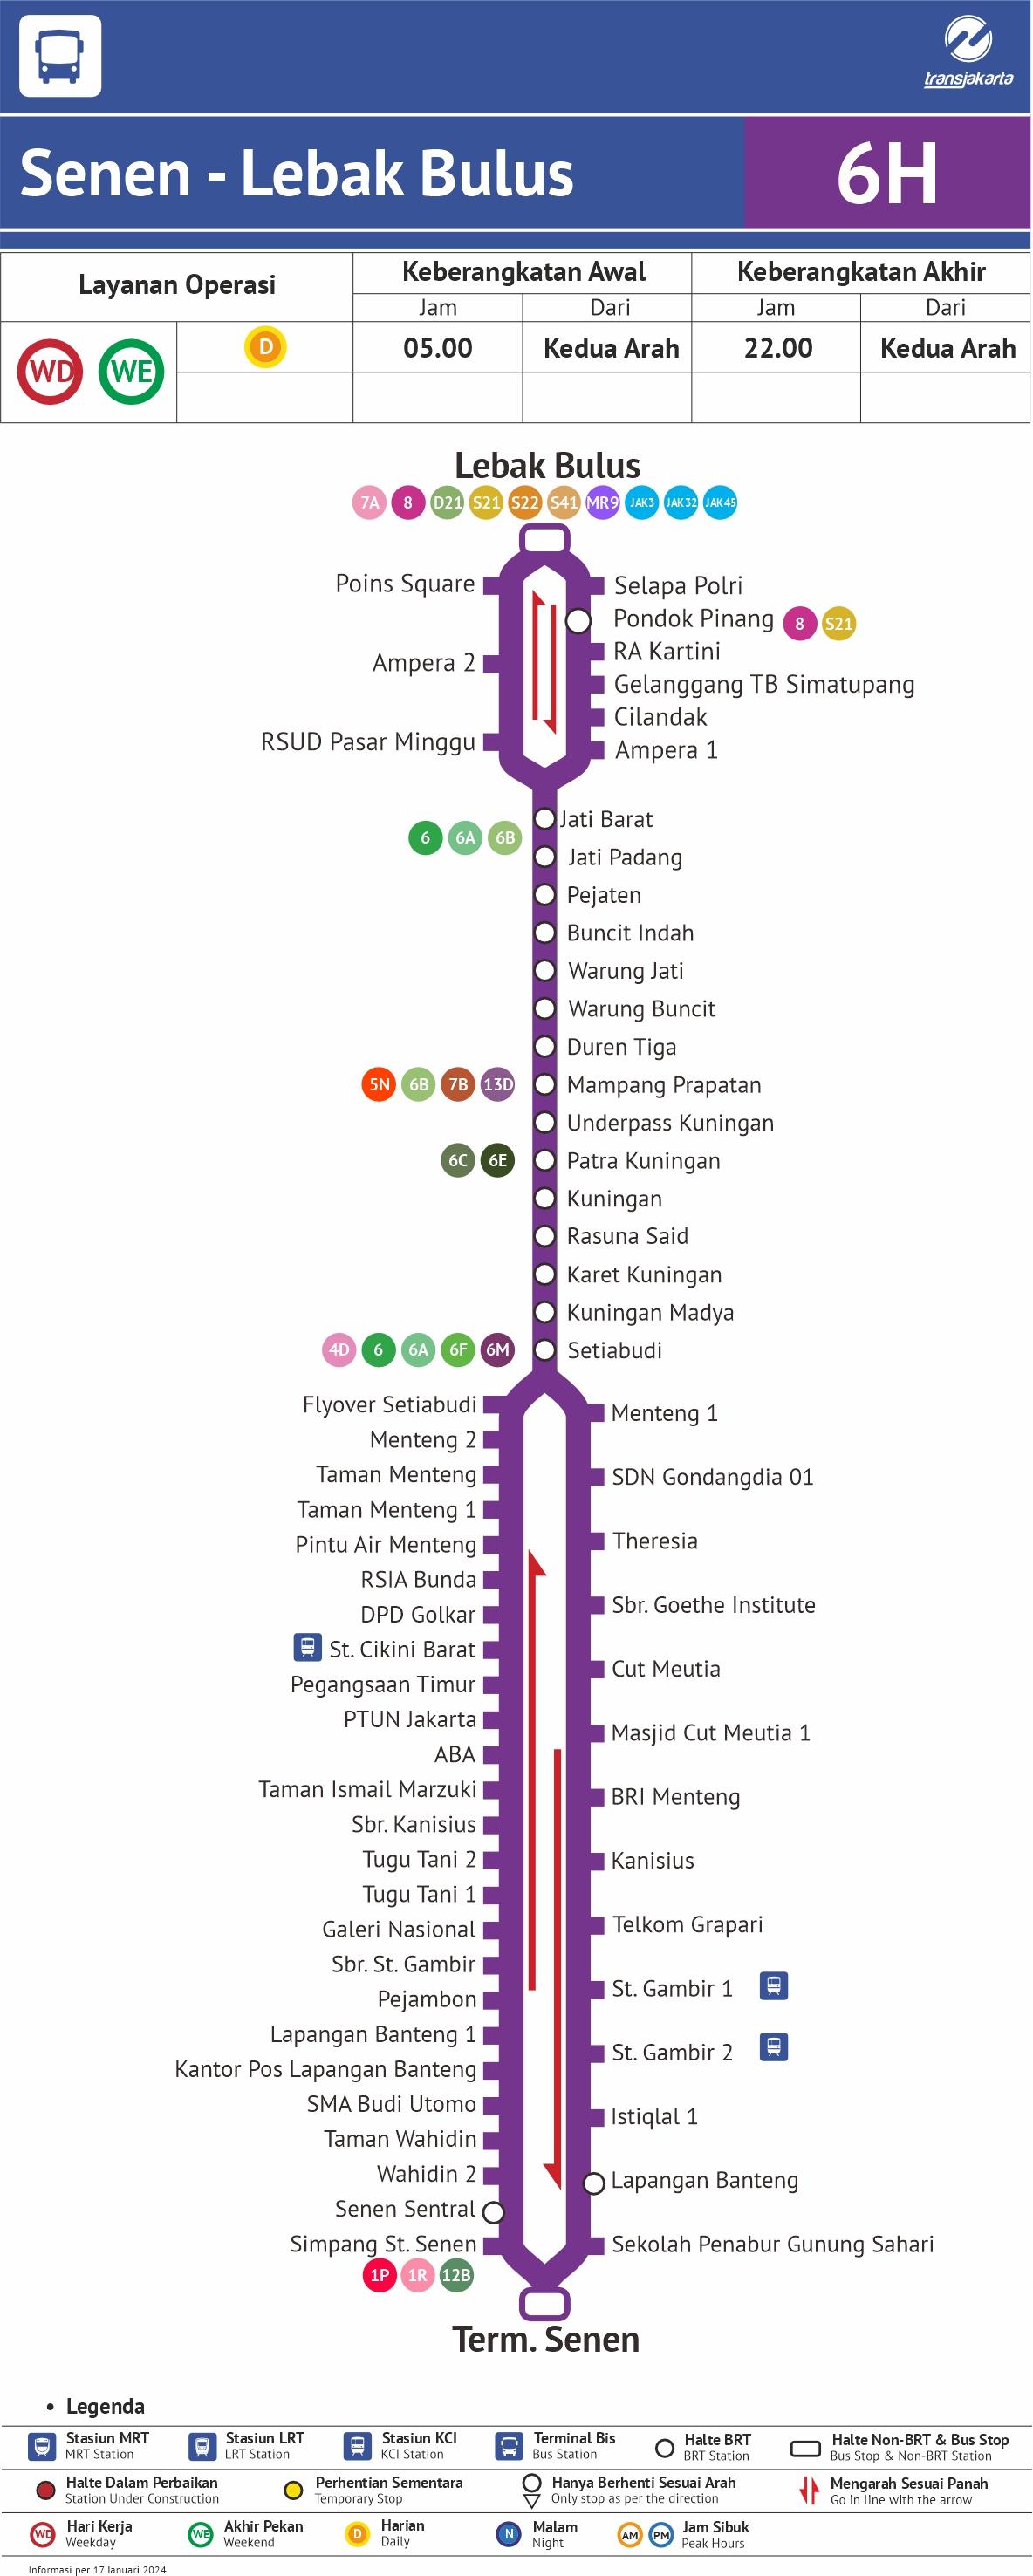 transjakarta
Senen - Lebak Bulus
6H
Layanan Operasi
Keberangkatan Awal
Keberangkatan Akhir
Jam
Dari
Jam
Dari
WD WE
D
05.00
Kedua Arah
22.00
Kedua Arah
Lebak Bulus
7A 8 D21 S21 S22 S41 MR9 JAK3 JAK32 JAK45
Poins Square
Ampera 2
RSUD Pasar Minggu
Selapa Polri
Pondok Pinang 8 S21
RA Kartini
Gelanggang TB Simatupang
Cilandak
Ampera 1
Jati Barat
6 6A 6B
Jati Padang
Pejaten
Buncit Indah
Warung Jati
Warung Buncit
Duren Tiga
5N 6B 7B 13D Mampang Prapatan
Underpass Kuningan
6C 6E Patra Kuningan
Kuningan
Rasuna Said
Karet Kuningan
Kuningan Madya
4D 6 6A 6F 6M Setiabudi
Flyover Setiabudi
Menteng 2
Taman Menteng
Taman Menteng 1
Pintu Air Menteng
RSIA Bunda
DPD Golkar
St. Cikini Barat
Pegangsaan Timur
PTUN Jakarta
ABA
Taman Ismail Marzuki
Sbr. Kanisius
Tugu Tani 2
Tugu Tani 1
Galeri Nasional
Sbr. St. Gambir
Pejambon
Lapangan Banteng 1
Kantor Pos Lapangan Banteng
SMA Budi Utomo
Taman Wahidin
Wahidin 2
Senen Sentral
Simpang St. Senen
1P 1R 12B
Menteng 1
SDN Gondangdia 01
Theresia
Sbr. Goethe Institute
Cut Meutia
Masjid Cut Meutia 1
BRI Menteng
Kanisius
Telkom Grapari
St. Gambir 1
St. Gambir 2
Istiqlal 1
Lapangan Banteng
Sekolah Penabur Gunung Sahari
Term. Senen
• Legenda
Stasiun MRT
MRT Station
Stasiun LRT
LRT Station
Stasiun KCI
KCI Station
Terminal Bis
Bus Station
Halte BRT
BRT Station
Halte Non-BRT & Bus Stop
Bus Stop & Non-BRT Station
Halte Dalam Perbaikan
Station Under Construction
Perhentian Sementara
Temporary Stop
Hanya Berhenti Sesuai Arah
Only stop as per the direction
Mengarah Sesuai Panah
Go in line with the arrow
WD Hari Kerja
Weekday
WE Akhir Pekan
Weekend
D Harian
Daily
N Malam
Night
AM PM Jam Sibuk
Peak Hours
Informasi per 17 Januari 2024